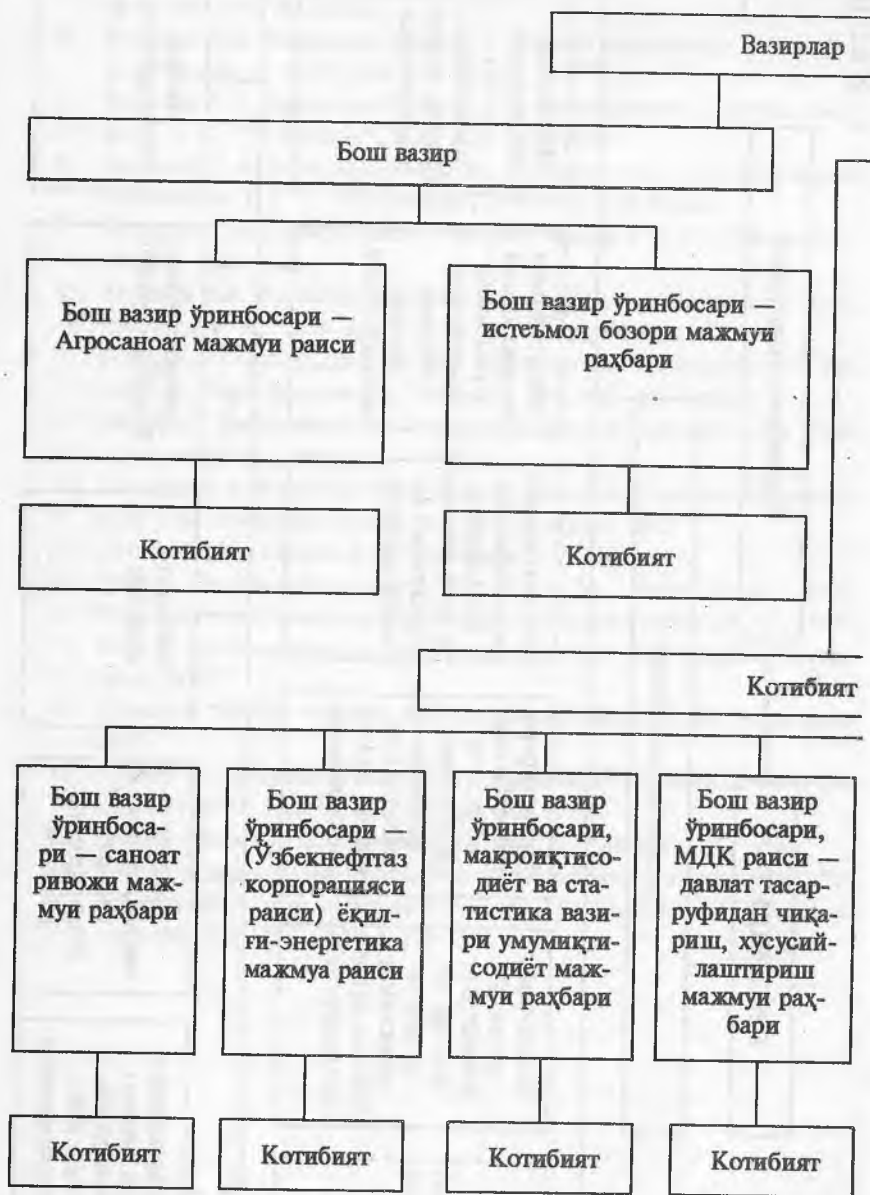 Вазирлар
Бош вазир
Бош вазир ўринбосари —
Агросаноат мажмуи раиси
Бош вазир ўринбосари —
истеъмол бозори мажмуи
раҳбари
Котибият
Котибият
Котибият
Бош вазир
ўринбоса-
ри — саноат
ривожи маж-
муи раҳбари
Бош вазир
ўринбосари —
(Ўзбекнефтгаз
корпорацияси
раиси) ёқил-
ғи-энергетика
мажмуа раиси
Бош вазир
ўринбосари,
макроиқтисо-
диёт ва ста-
тистика вази-
ри умумиқти-
содиёт маж-
муи раҳбари
Бош вазир
ўринбосари,
МДК раиси —
давлат тасар-
руфидан чиқа-
риш, хусусий-
лаштириш
мажмуи раҳ-
бари
Котибият
Котибият
Котибият
Котибият